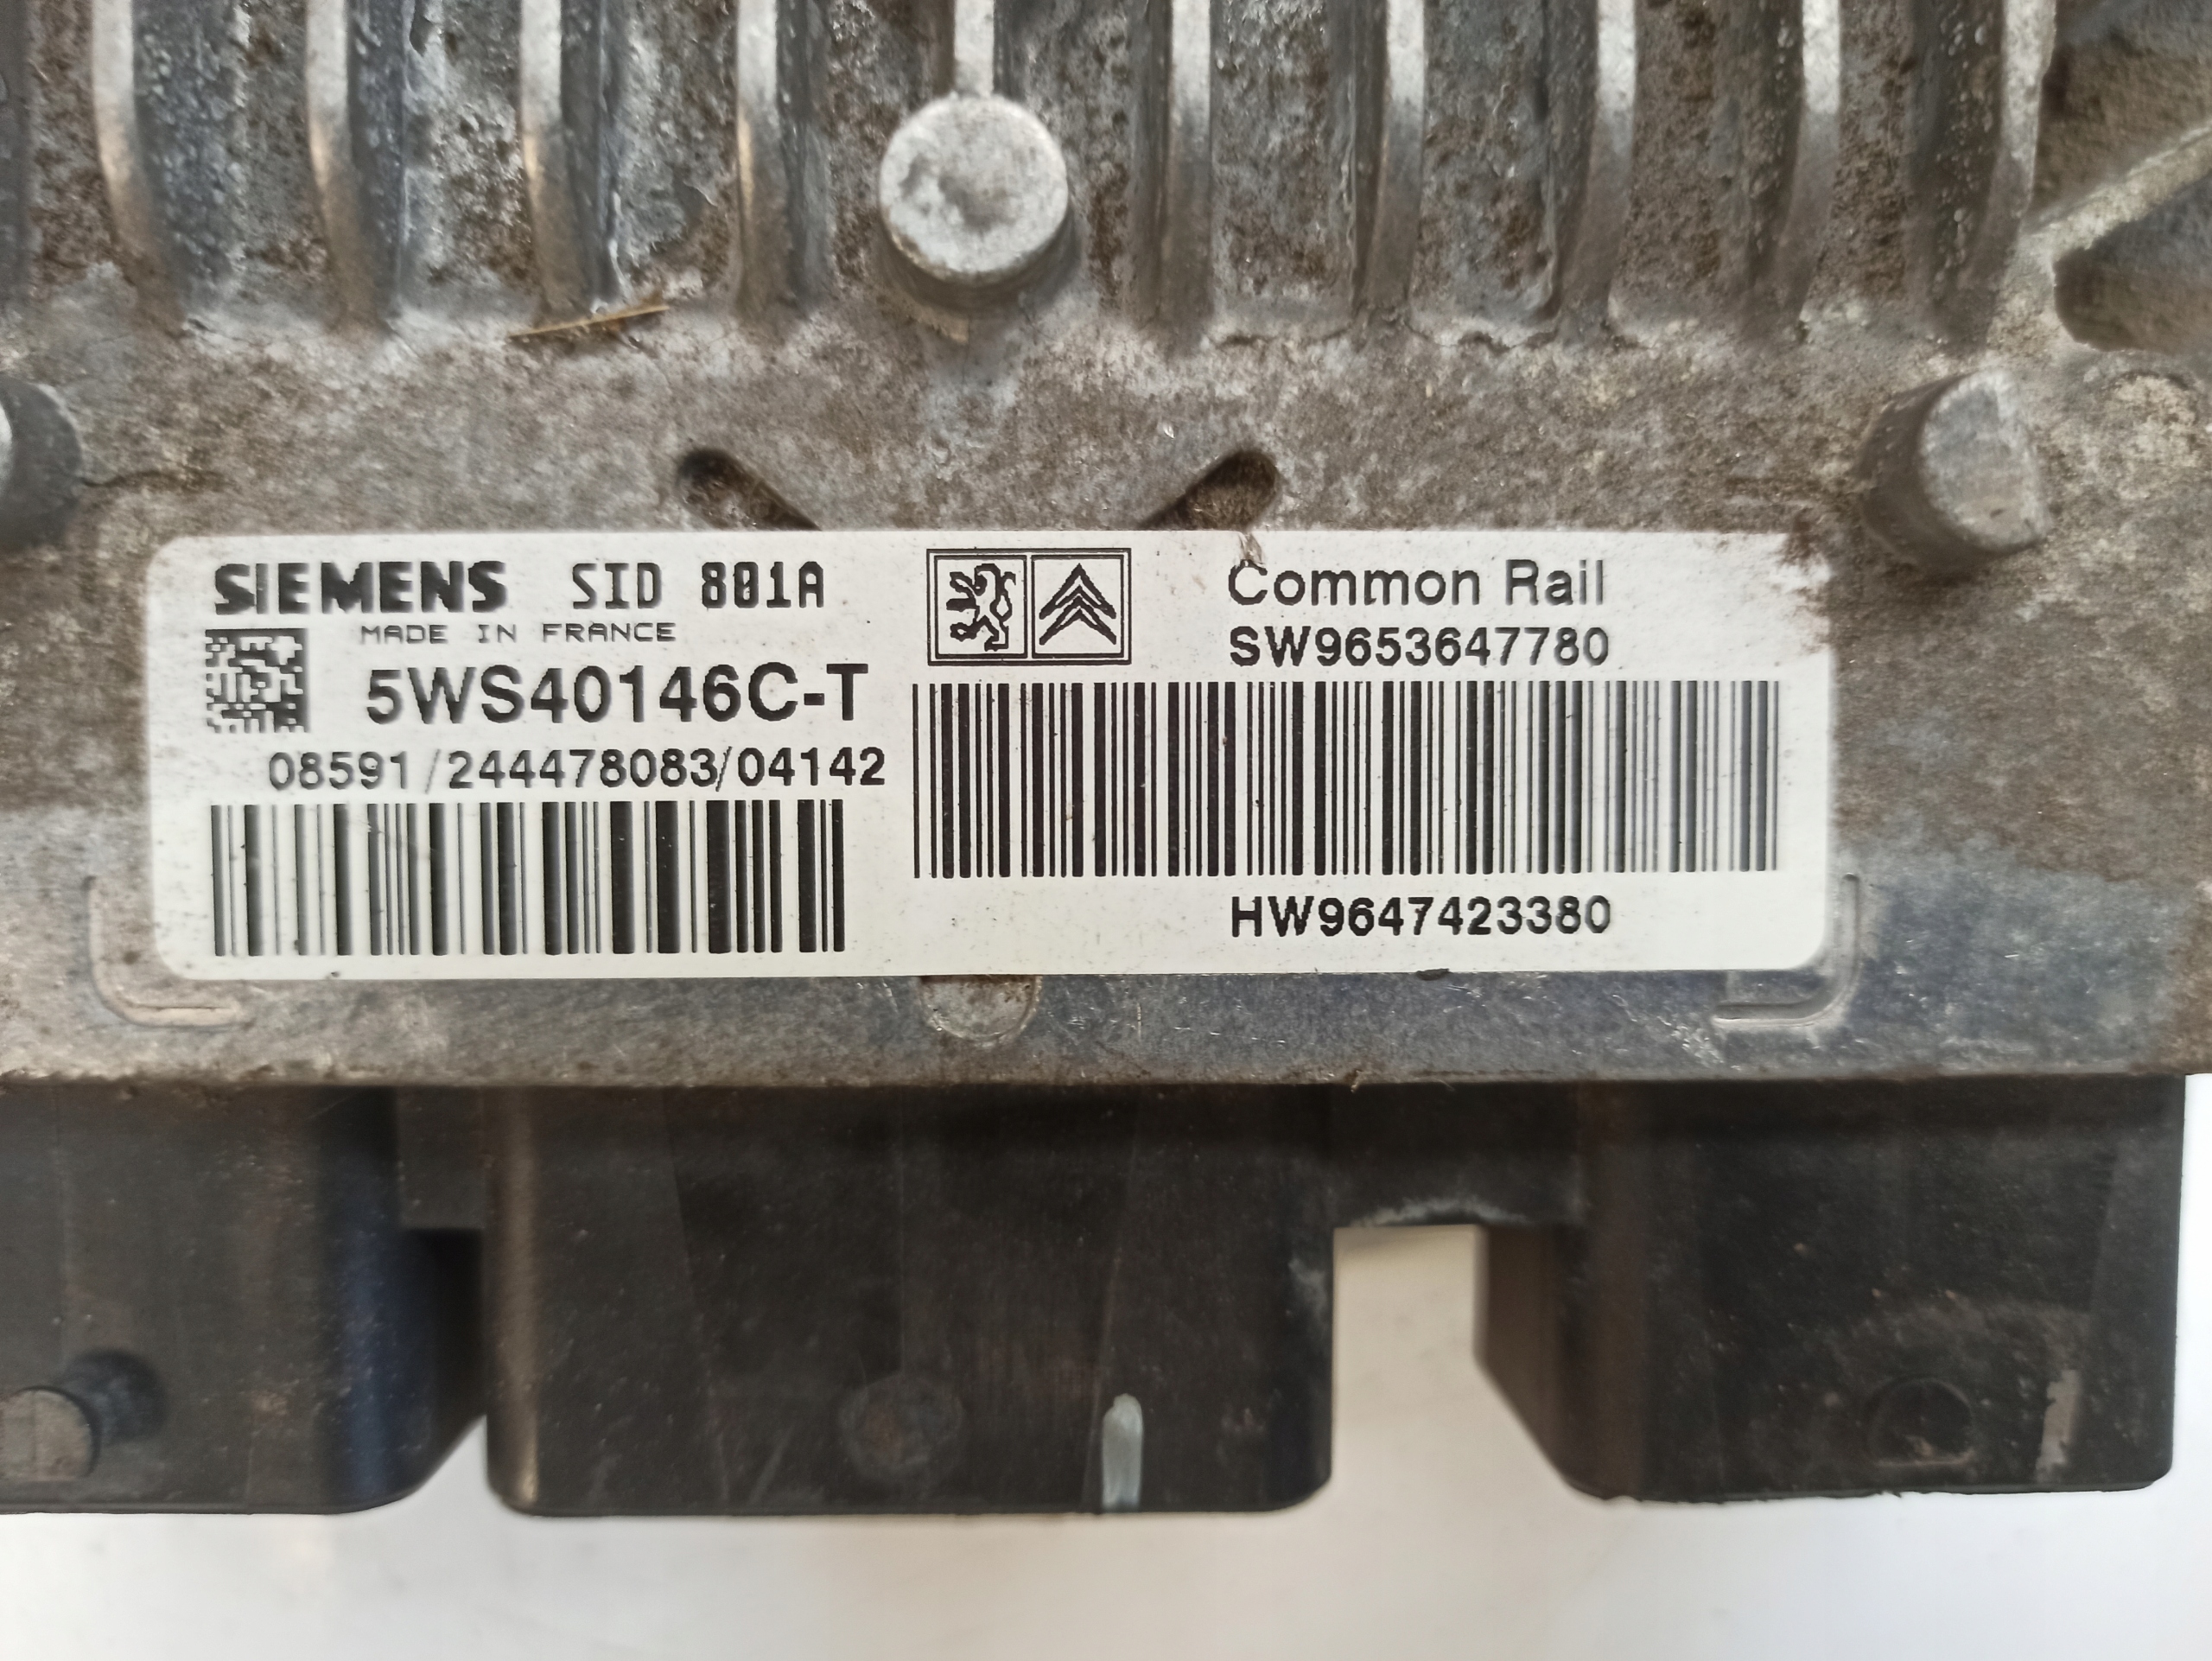 SIEMENS SID 801A
MADE IN FRANCE
5WS40146C-T
08591/244478083/04142
Common Rail
SW9653647780
HW9647423380